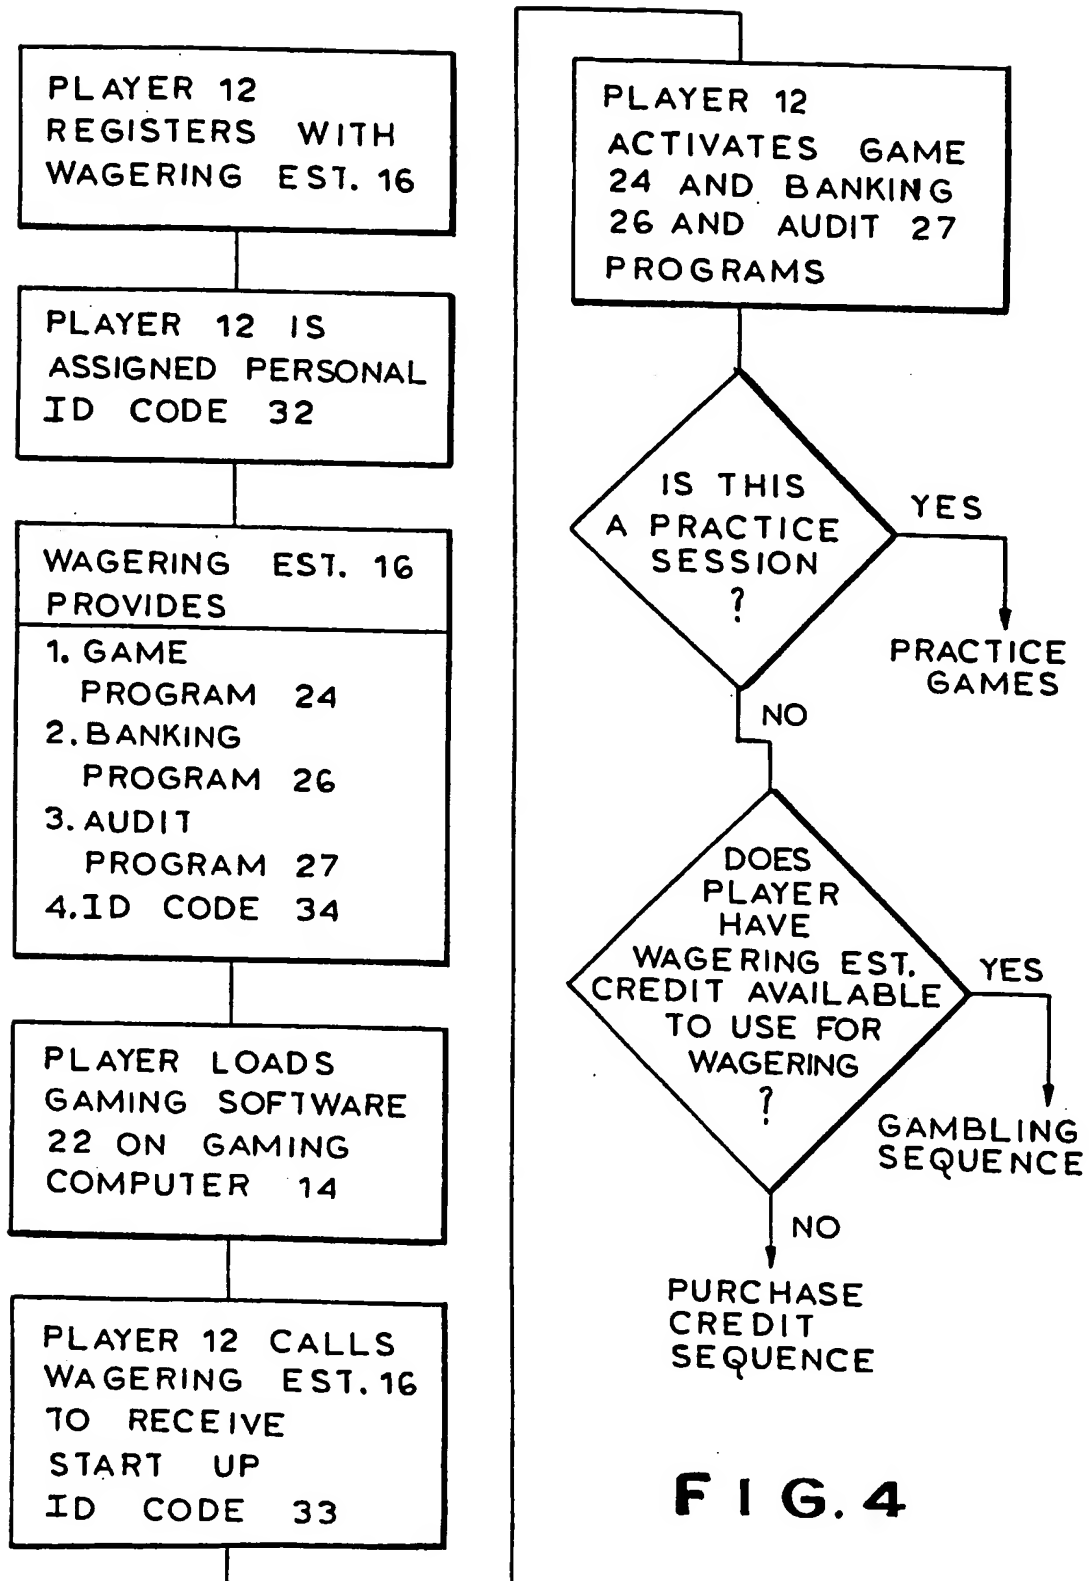 PLAYER 12
REGISTERS WITH
WAGERING EST. 16
PLAYER 12 IS
ASSIGNED PERSONAL
ID CODE 32
WAGERING EST. 16
PROVIDES
1. GAME
PROGRAM 24
2. BANKING
PROGRAM 26
3. AUDIT
PROGRAM 27
4. ID CODE 34
PLAYER LOADS
GAMING SOFTWARE
22 ON GAMING
COMPUTER 14
PLAYER 12 CALLS
WAGERING EST. 16
TO RECEIVE
START UP
ID CODE 33
PLAYER 12
ACTIVATES GAME
24 AND BANKING
26 AND AUDIT 27
PROGRAMS
IS THIS
A PRACTICE
SESSION
?
YES
PRACTICE
GAMES
NO
DOES
PLAYER
HAVE
WAGERING EST.
CREDIT AVAILABLE
TO USE FOR
WAGERING
?
YES
GAMBLING
SEQUENCE
NO
PURCHASE
CREDIT
SEQUENCE
FIG. 4